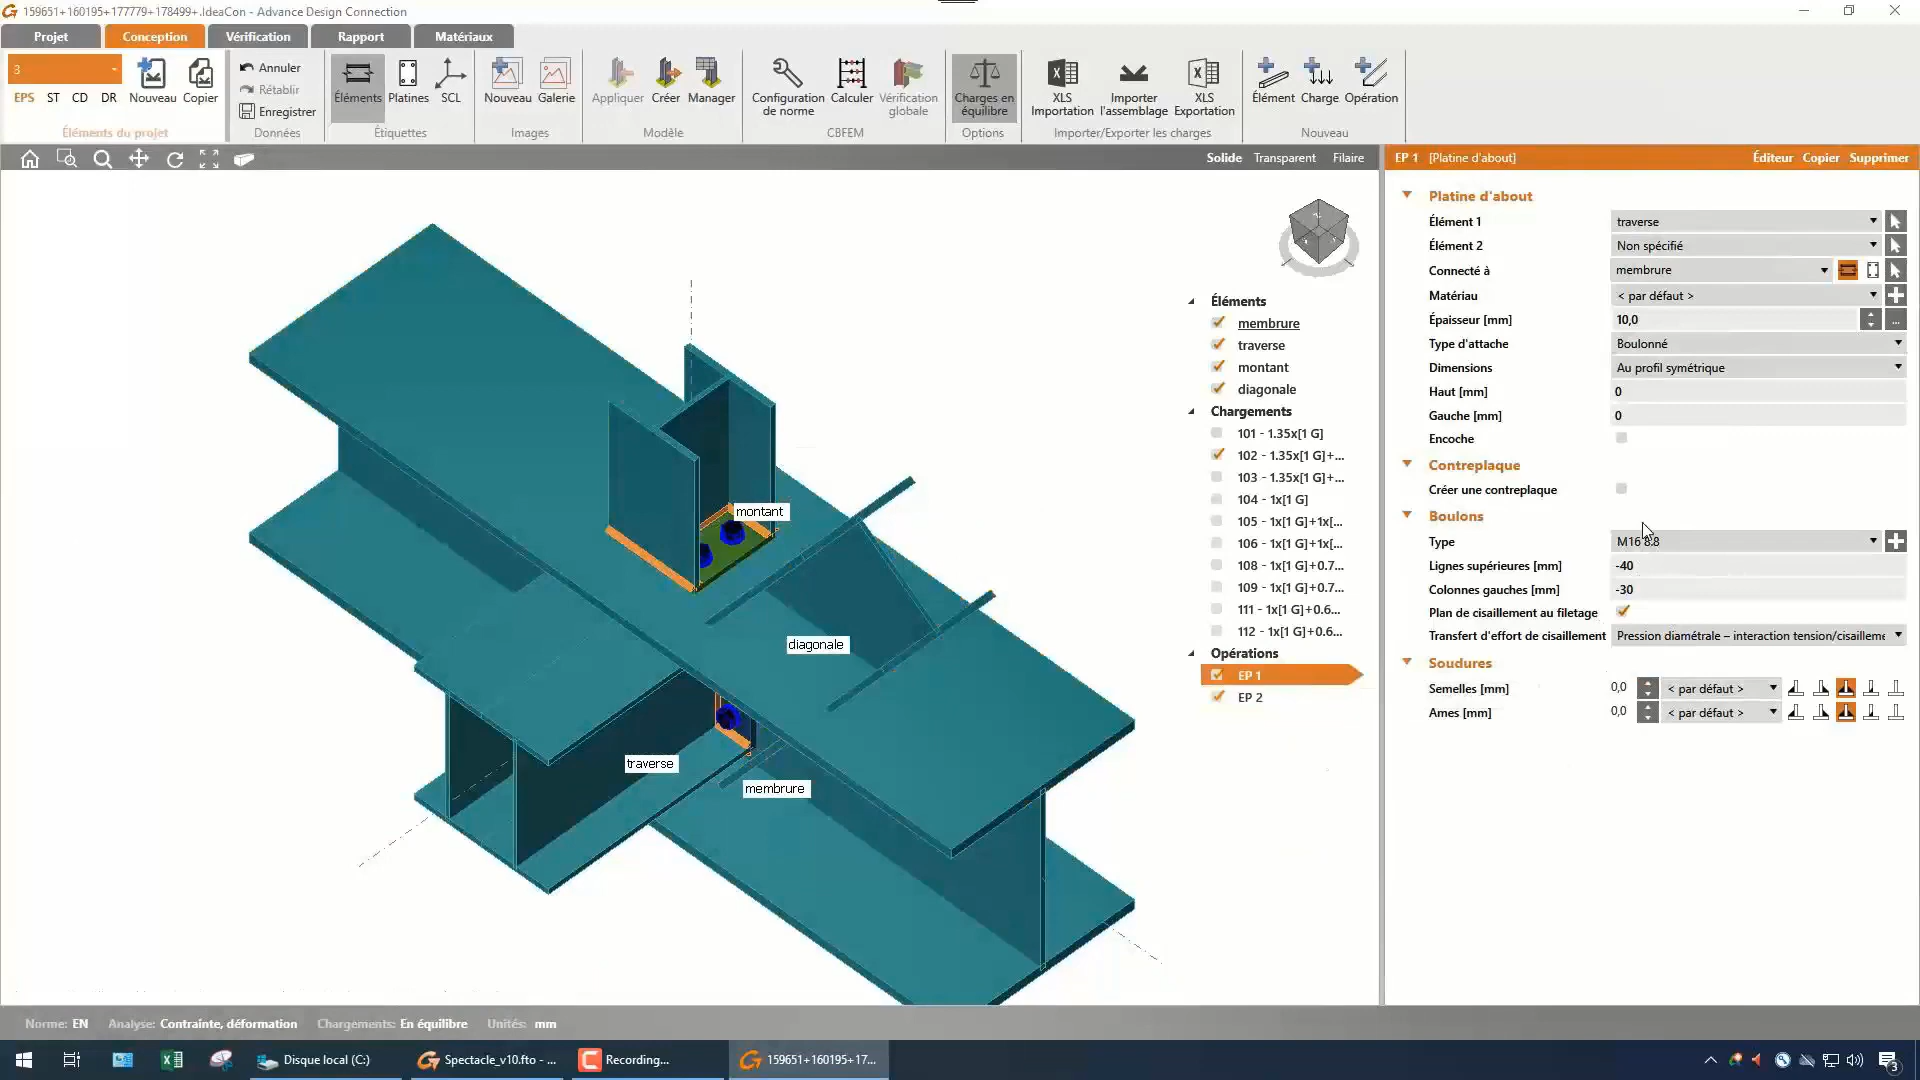 159651+160195+177779+178499+.IdeaCon - Advance Design Connection
Projet
Conception
Vérification
Rapport
Matériaux
3
EPS ST CD DR
Nouveau
Copier
Éléments du projet
Annuler
Rétablir
Enregistrer
Données
Éléments
Platines
SCL
Étiquettes
Nouveau
Galerie
Images
Appliquer
Créer
Manager
Modèle
Configuration de norme
Calculer
Vérification globale
CBFEM
Charges en équilibre
Options
XLS Importation
Importer l'assemblage
XLS Exportation
Importer/Exporter les charges
Élément
Charge
Opération
Nouveau
Solide Transparent Filaire
EP 1 [Platine d'about]
Éditeur Copier Supprimer
montant
diagonale
traverse
membrure
Éléments
membrure
traverse
montant
diagonale
Chargements
101 - 1.35x[1 G]
102 - 1.35x[1 G]+...
103 - 1.35x[1 G]+...
104 - 1x[1 G]
105 - 1x[1 G]+1x[...
106 - 1x[1 G]+1x[...
108 - 1x[1 G]+0.7...
109 - 1x[1 G]+0.7...
111 - 1x[1 G]+0.6...
112 - 1x[1 G]+0.6...
Opérations
EP 1
EP 2
Platine d'about
Élément 1 traverse
Élément 2 Non spécifié
Connecté à membrure
Matériau < par défaut >
Épaisseur [mm] 10,0 ...
Type d'attache Boulonné
Dimensions Au profil symétrique
Haut [mm] 0
Gauche [mm] 0
Encoche
Contreplaque
Créer une contreplaque
Boulons
Type M16 8.8
Lignes supérieures [mm] -40
Colonnes gauches [mm] -30
Plan de cisaillement au filetage
Transfert d'effort de cisaillement Pression diamétrale – interaction tension/cisailleme
Soudures
Semelles [mm] 0,0 < par défaut >
Ames [mm] 0,0 < par défaut >
Norme: EN Analyse: Contrainte, déformation Chargements: En équilibre Unités: mm
Disque local (C:)
Spectacle_v10.fto - ...
Recording...
159651+160195+17...
3